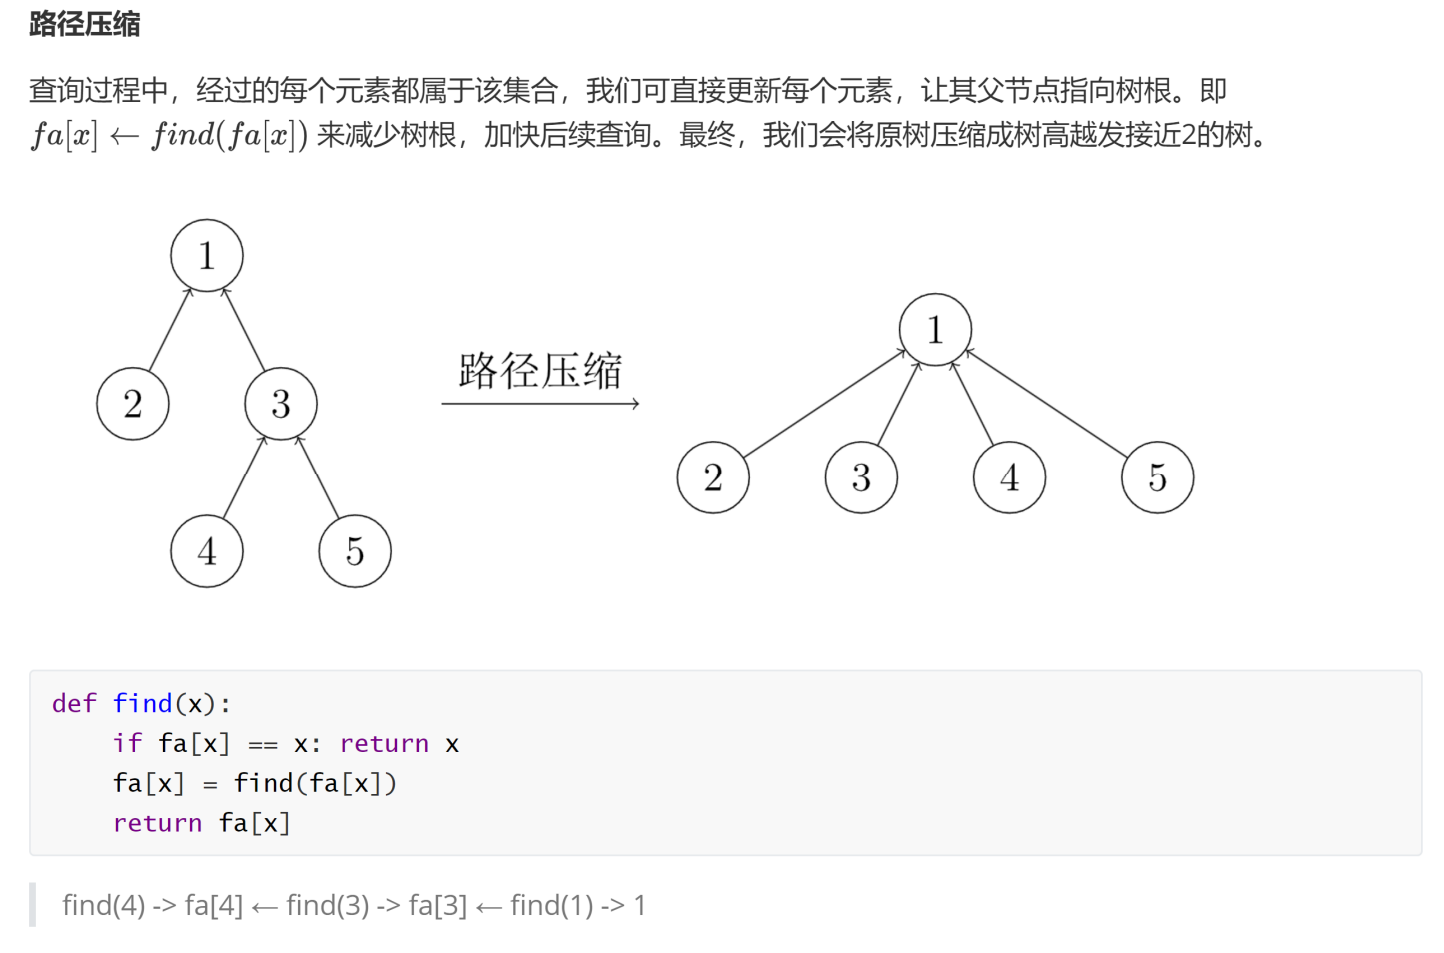 路径压缩
查询过程中，经过的每个元素都属于该集合，我们可直接更新每个元素，让其父节点指向树根。即
fa[x] ← find(fa[x]) 来减少树根，加快后续查询。最终，我们会将原树压缩成树高越发接近2的树。
1
2 3
4 5
路径压缩
1
2 3 4 5
def find(x):
    if fa[x] == x: return x
    fa[x] = find(fa[x])
    return fa[x]
find(4) -> fa[4] ← find(3) -> fa[3] ← find(1) -> 1